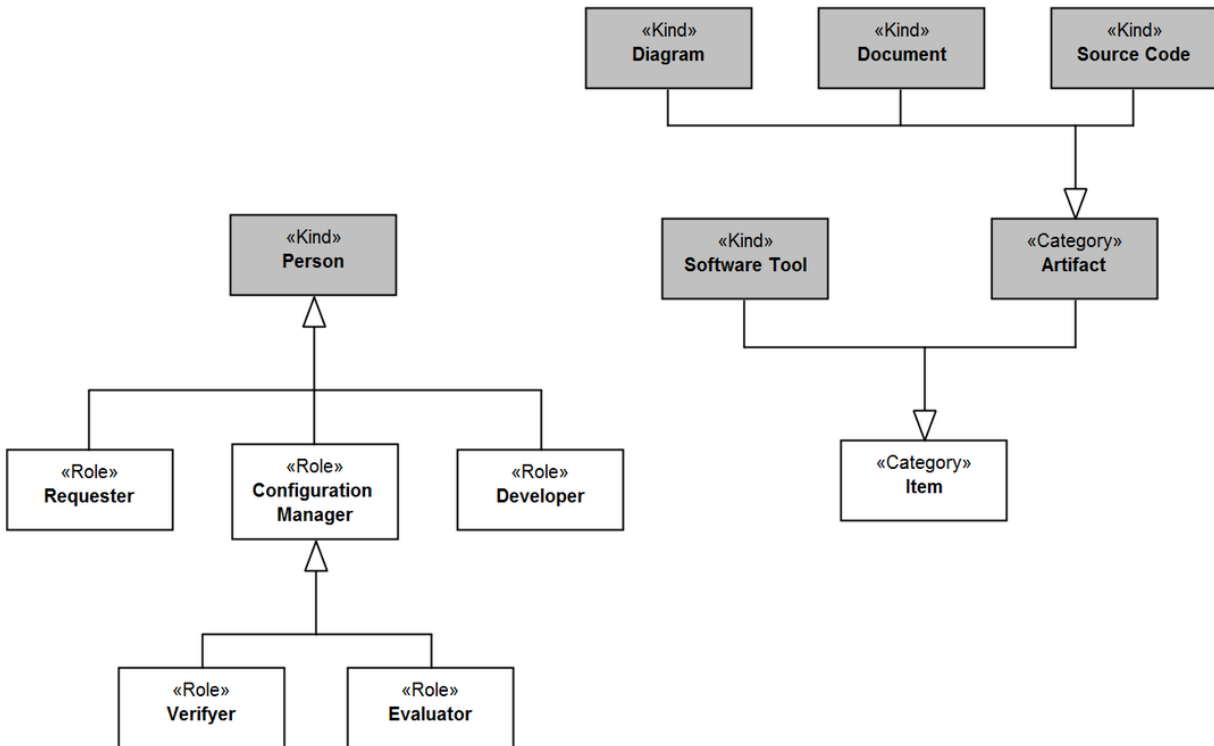 «Kind»
Diagram
«Kind»
Document
«Kind»
Source Code
«Kind»
Person
«Kind»
Software Tool
«Category»
Artifact
«Role»
Requester
«Role»
Configuration
Manager
«Role»
Developer
«Category»
Item
«Role»
Verifyer
«Role»
Evaluator